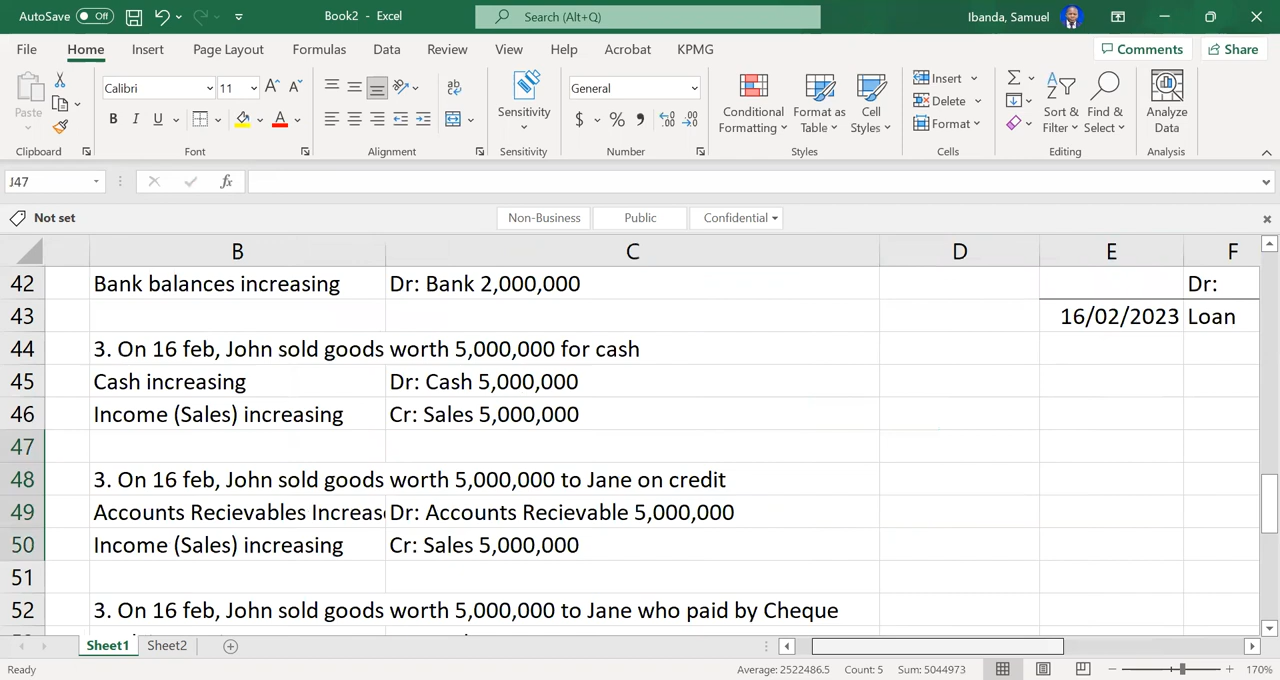 AutoSave Off Book2 - Excel Search (Alt+Q) Ibanda, Samuel
File Home Insert Page Layout Formulas Data Review View Help Acrobat KPMG Comments Share
Paste Calibri 11 General Sensitivity Conditional Formatting Format as Table Cell Styles Insert Delete Format Sort & Filter Find & Select Analyze Data
Clipboard Font Alignment Sensitivity Number Styles Cells Editing Analysis
J47 fx
Not set Non-Business Public Confidential
B C D E F
42 Bank balances increasing Dr: Bank 2,000,000 Dr:
43 16/02/2023 Loan
44 3. On 16 feb, John sold goods worth 5,000,000 for cash
45 Cash increasing Dr: Cash 5,000,000
46 Income (Sales) increasing Cr: Sales 5,000,000
47
48 3. On 16 feb, John sold goods worth 5,000,000 to Jane on credit
49 Accounts Recievables Increas Dr: Accounts Recievable 5,000,000
50 Income (Sales) increasing Cr: Sales 5,000,000
51
52 3. On 16 feb, John sold goods worth 5,000,000 to Jane who paid by Cheque
Sheet1 Sheet2
Ready Average: 2522486.5 Count: 5 Sum: 5044973 170%